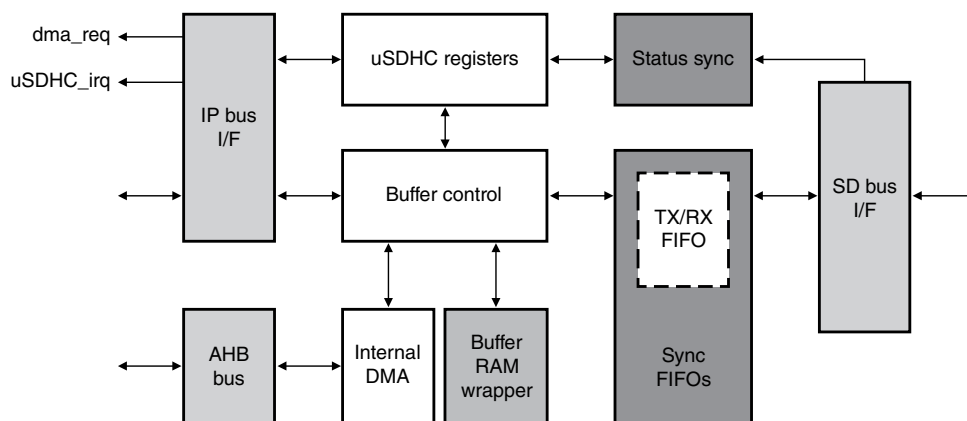 dma_req
uSDHC_irq
IP bus
I/F
uSDHC registers
Status sync
Buffer control
TX/RX
FIFO
SD bus
I/F
AHB
bus
Internal
DMA
Buffer
RAM
wrapper
Sync
FIFOs